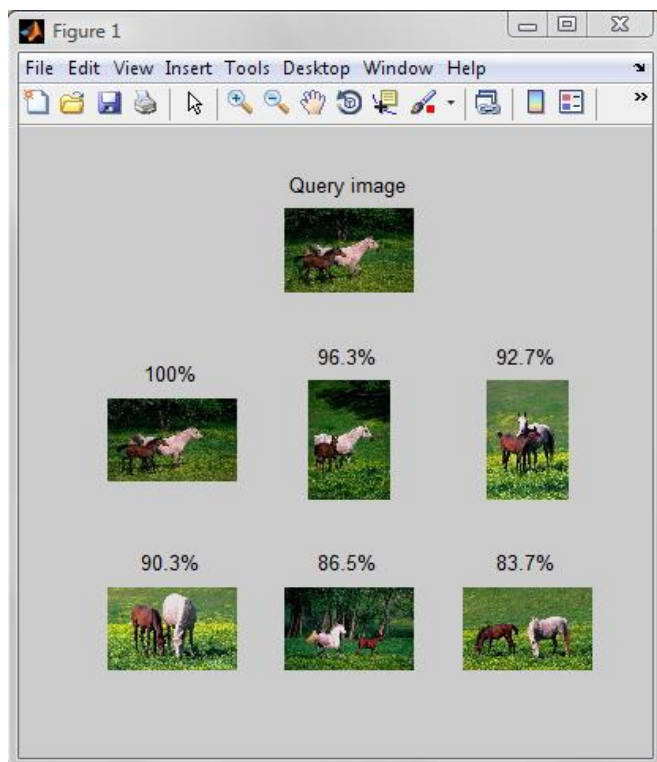 Figure 1
File Edit View Insert Tools Desktop Window Help
Query image
100%
96.3%
92.7%
90.3%
86.5%
83.7%